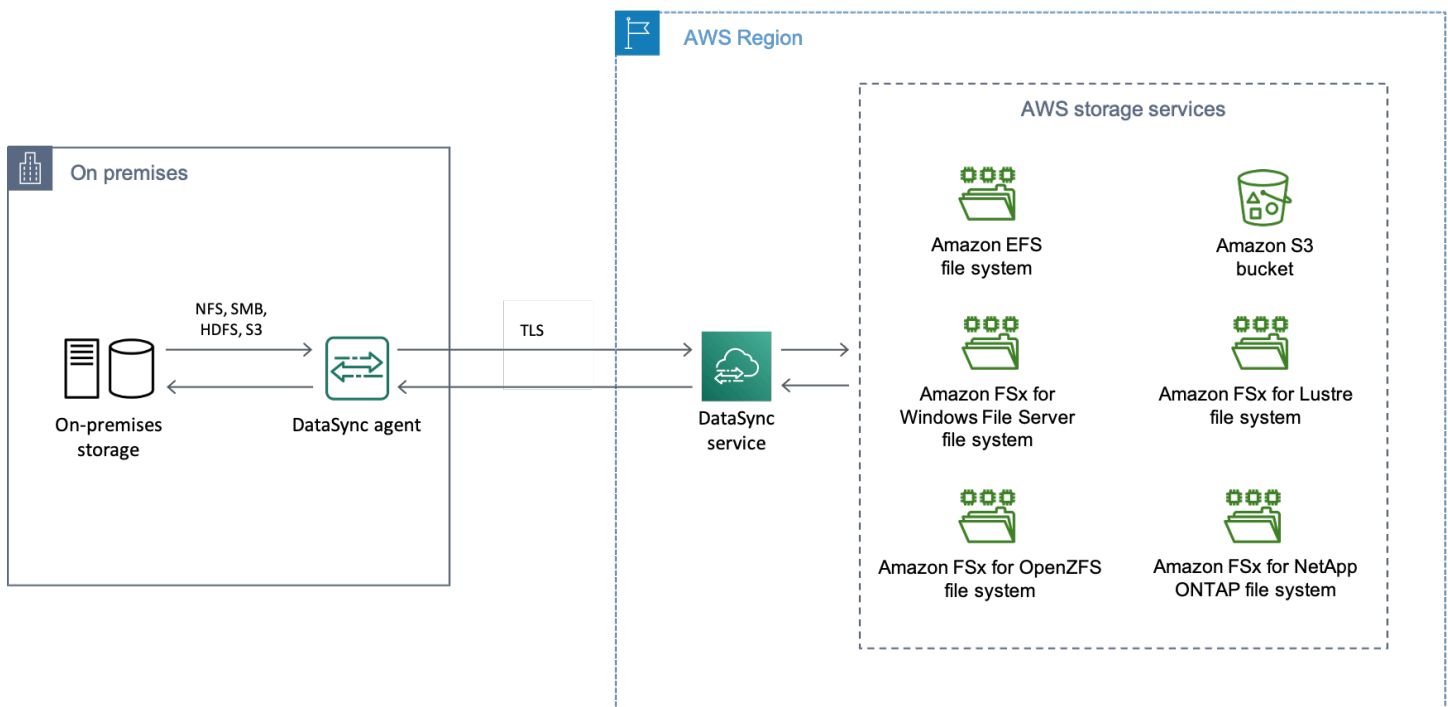 AWS Region
AWS storage services
On premises
Amazon EFS
file system
Amazon S3
bucket
NFS, SMB,
HDFS, S3
TLS
On-premises
storage
DataSync agent
DataSync
service
Amazon FSx for
Windows File Server
file system
Amazon FSx for Lustre
file system
Amazon FSx for OpenZFS
file system
Amazon FSx for NetApp
ONTAP file system